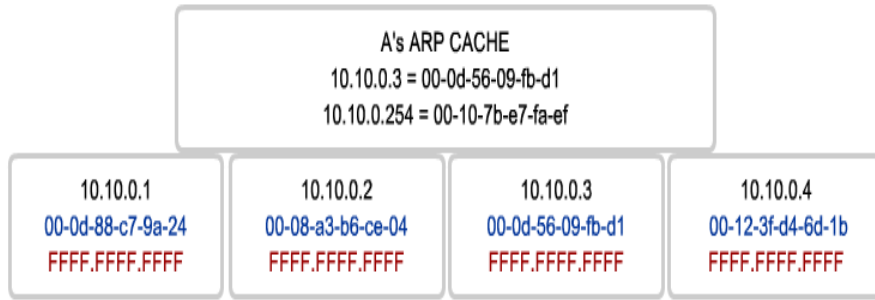 A's ARP CACHE
10.10.0.3 = 00-0d-56-09-fb-d1
10.10.0.254 = 00-10-7b-e7-fa-ef
10.10.0.1
00-0d-88-c7-9a-24
FFFF.FFFF.FFFF
10.10.0.2
00-08-a3-b6-ce-04
FFFF.FFFF.FFFF
10.10.0.3
00-0d-56-09-fb-d1
FFFF.FFFF.FFFF
10.10.0.4
00-12-3f-d4-6d-1b
FFFF.FFFF.FFFF